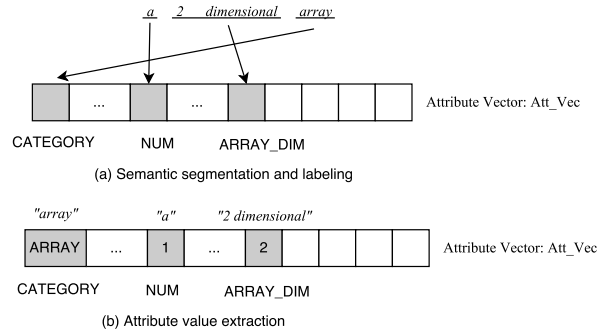 a 2 dimensional array
... ... Attribute Vector: Att_Vec
CATEGORY NUM ARRAY_DIM
(a) Semantic segmentation and labeling
"array" "a" "2 dimensional"
ARRAY ... 1 ... 2 Attribute Vector: Att_Vec
CATEGORY NUM ARRAY_DIM
(b) Attribute value extraction